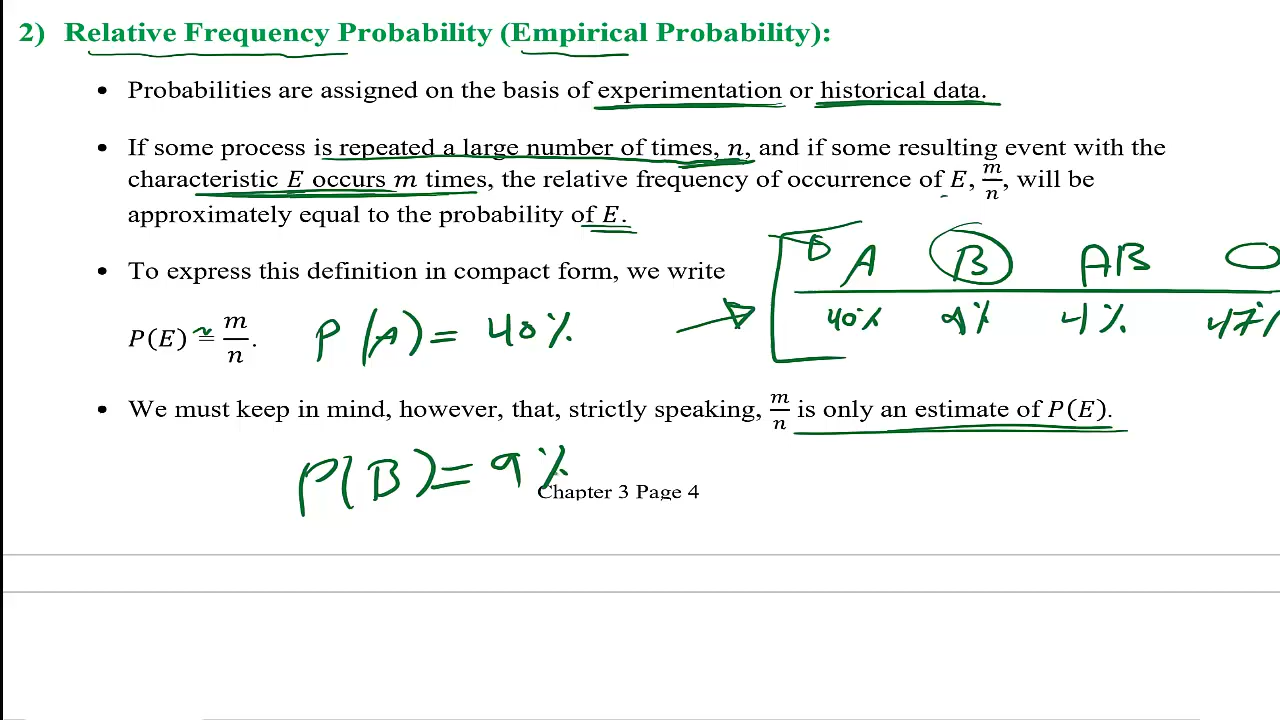 2) Relative Frequency Probability (Empirical Probability):
• Probabilities are assigned on the basis of experimentation or historical data.
• If some process is repeated a large number of times, n, and if some resulting event with the
characteristic E occurs m times, the relative frequency of occurrence of E, m/n, will be
approximately equal to the probability of E.
A B AB O
40% 9% 4% 47%
• To express this definition in compact form, we write
P(E) ≅ m/n.
P(A) = 40%
• We must keep in mind, however, that, strictly speaking, m/n is only an estimate of P(E).
P(B) = 9%
Chapter 3 Page 4